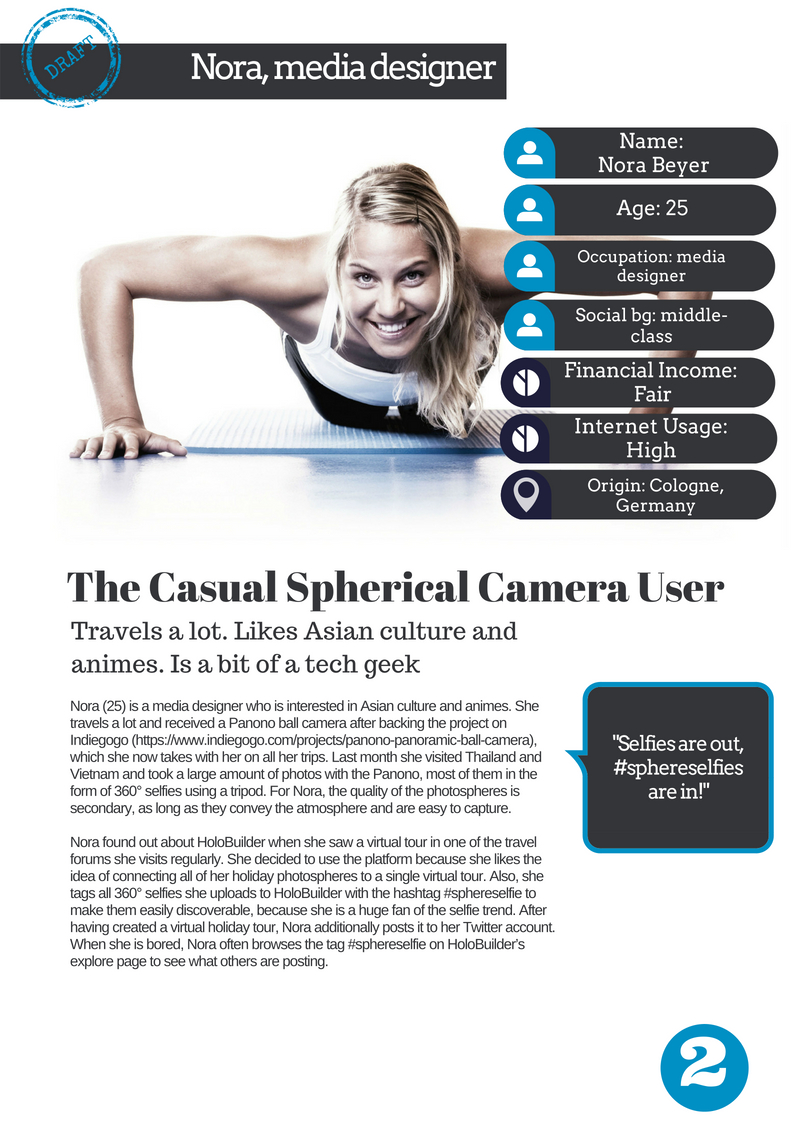 DRAFT
Nora, media designer
Name:
Nora Beyer
Age: 25
Occupation: media
designer
Social bg: middle-
class
Financial Income:
Fair
Internet Usage:
High
Origin: Cologne,
Germany
The Casual Spherical Camera User
Travels a lot. Likes Asian culture and
animes. Is a bit of a tech geek
Nora (25) is a media designer who is interested in Asian culture and animes. She
travels a lot and received a Panono ball camera after backing the project on
Indiegogo (https://www.indiegogo.com/projects/panono-panoramic-ball-camera),
which she now takes with her on all her trips. Last month she visited Thailand and
Vietnam and took a large amount of photos with the Panono, most of them in the
form of 360° selfies using a tripod. For Nora, the quality of the photospheres is
secondary, as long as they convey the atmosphere and are easy to capture.
Nora found out about HoloBuilder when she saw a virtual tour in one of the travel
forums she visits regularly. She decided to use the platform because she likes the
idea of connecting all of her holiday photospheres to a single virtual tour. Also, she
tags all 360° selfies she uploads to HoloBuilder with the hashtag #sphereselfie to
make them easily discoverable, because she is a huge fan of the selfie trend. After
having created a virtual holiday tour, Nora additionally posts it to her Twitter account.
When she is bored, Nora often browses the tag #sphereselfie on HoloBuilder's
explore page to see what others are posting.
"Selfies are out,
#sphereselfies
are in!"
2